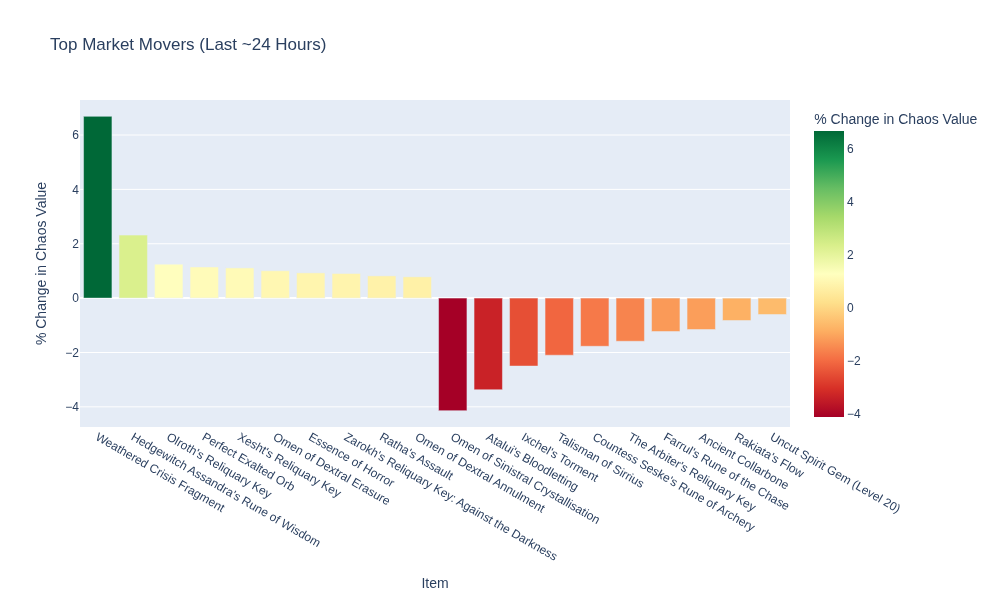 Top Market Movers (Last ~24 Hours)
% Change in Chaos Value
6
4
2
0
−2
−4
Weathered Crisis Fragment
Hedgewitch Assandra's Rune of Wisdom
Olroth's Reliquary Key
Perfect Exalted Orb
Xesht's Reliquary Key
Omen of Dextral Erasure
Essence of Horror
Zarokh's Reliquary Key: Against the Darkness
Ratha's Assault
Omen of Dextral Annulment
Omen of Sinistral Crystallisation
Atalui's Bloodletting
Ixchel's Torment
Talisman of Sirrius
Countess Seske's Rune of Archery
The Arbiter's Reliquary Key
Farrul's Rune of the Chase
Ancient Collarbone
Rakiata's Flow
Uncut Spirit Gem (Level 20)
Item
% Change in Chaos Value
6
4
2
0
−2
−4